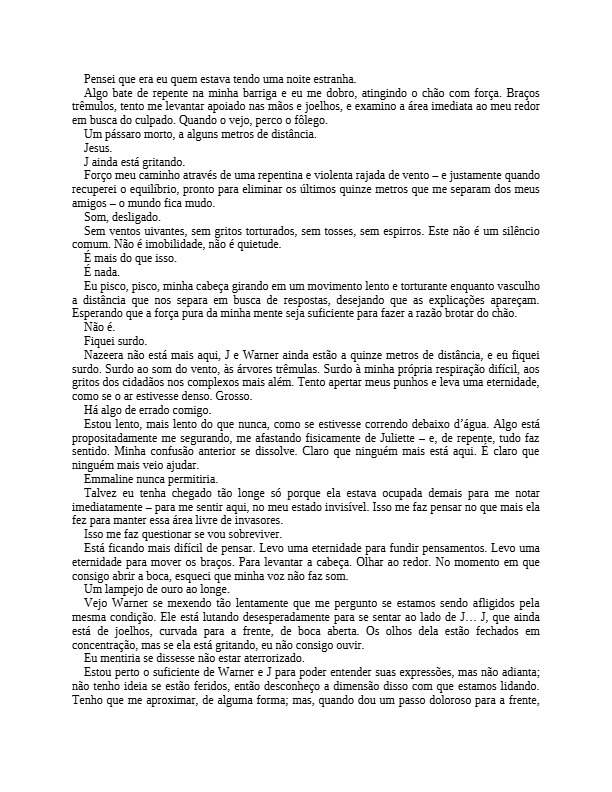 Pensei que era eu quem estava tendo uma noite estranha.
Algo bate de repente na minha barriga e eu me dobro, atingindo o chão com força. Braços
trêmulos, tento me levantar apoiado nas mãos e joelhos, e examino a área imediata ao meu redor
em busca do culpado. Quando o vejo, perco o fôlego.
Um pássaro morto, a alguns metros de distância.
Jesus.
J ainda está gritando.
Forço meu caminho através de uma repentina e violenta rajada de vento – e justamente quando
recuperei o equilíbrio, pronto para eliminar os últimos quinze metros que me separam dos meus
amigos – o mundo fica mudo.
Som, desligado.
Sem ventos uivantes, sem gritos torturados, sem tosses, sem espirros. Este não é um silêncio
comum. Não é imobilidade, não é quietude.
É mais do que isso.
É nada.
Eu pisco, pisco, minha cabeça girando em um movimento lento e torturante enquanto vasculho
a distância que nos separa em busca de respostas, desejando que as explicações apareçam.
Esperando que a força pura da minha mente seja suficiente para fazer a razão brotar do chão.
Não é.
Fiquei surdo.
Nazeera não está mais aqui, J e Warner ainda estão a quinze metros de distância, e eu fiquei
surdo. Surdo ao som do vento, às árvores trêmulas. Surdo à minha própria respiração difícil, aos
gritos dos cidadãos nos complexos mais além. Tento apertar meus punhos e leva uma eternidade,
como se o ar estivesse denso. Grosso.
Há algo de errado comigo.
Estou lento, mais lento do que nunca, como se estivesse correndo debaixo d’água. Algo está
propositadamente me segurando, me afastando fisicamente de Juliette – e, de repente, tudo faz
sentido. Minha confusão anterior se dissolve. Claro que ninguém mais está aqui. É claro que
ninguém mais veio ajudar.
Emmaline nunca permitiria.
Talvez eu tenha chegado tão longe só porque ela estava ocupada demais para me notar
imediatamente – para me sentir aqui, no meu estado invisível. Isso me faz pensar no que mais ela
fez para manter essa área livre de invasores.
Isso me faz questionar se vou sobreviver.
Está ficando mais difícil de pensar. Levo uma eternidade para fundir pensamentos. Levo uma
eternidade para mover os braços. Para levantar a cabeça. Olhar ao redor. No momento em que
consigo abrir a boca, esqueci que minha voz não faz som.
Um lampejo de ouro ao longe.
Vejo Warner se mexendo tão lentamente que me pergunto se estamos sendo afligidos pela
mesma condição. Ele está lutando desesperadamente para se sentar ao lado de J… J, que ainda
está de joelhos, curvada para a frente, de boca aberta. Os olhos dela estão fechados em
concentração, mas se ela está gritando, eu não consigo ouvir.
Eu mentiria se dissesse não estar aterrorizado.
Estou perto o suficiente de Warner e J para poder entender suas expressões, mas não adianta;
não tenho ideia se estão feridos, então desconheço a dimensão disso com que estamos lidando.
Tenho que me aproximar, de alguma forma; mas, quando dou um passo doloroso para a frente,